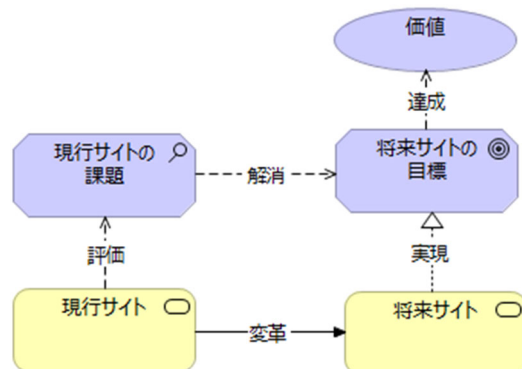 価値
達成
現行サイトの
課題
解消
将来サイトの
目標
評価
実現
現行サイト
変革
将来サイト